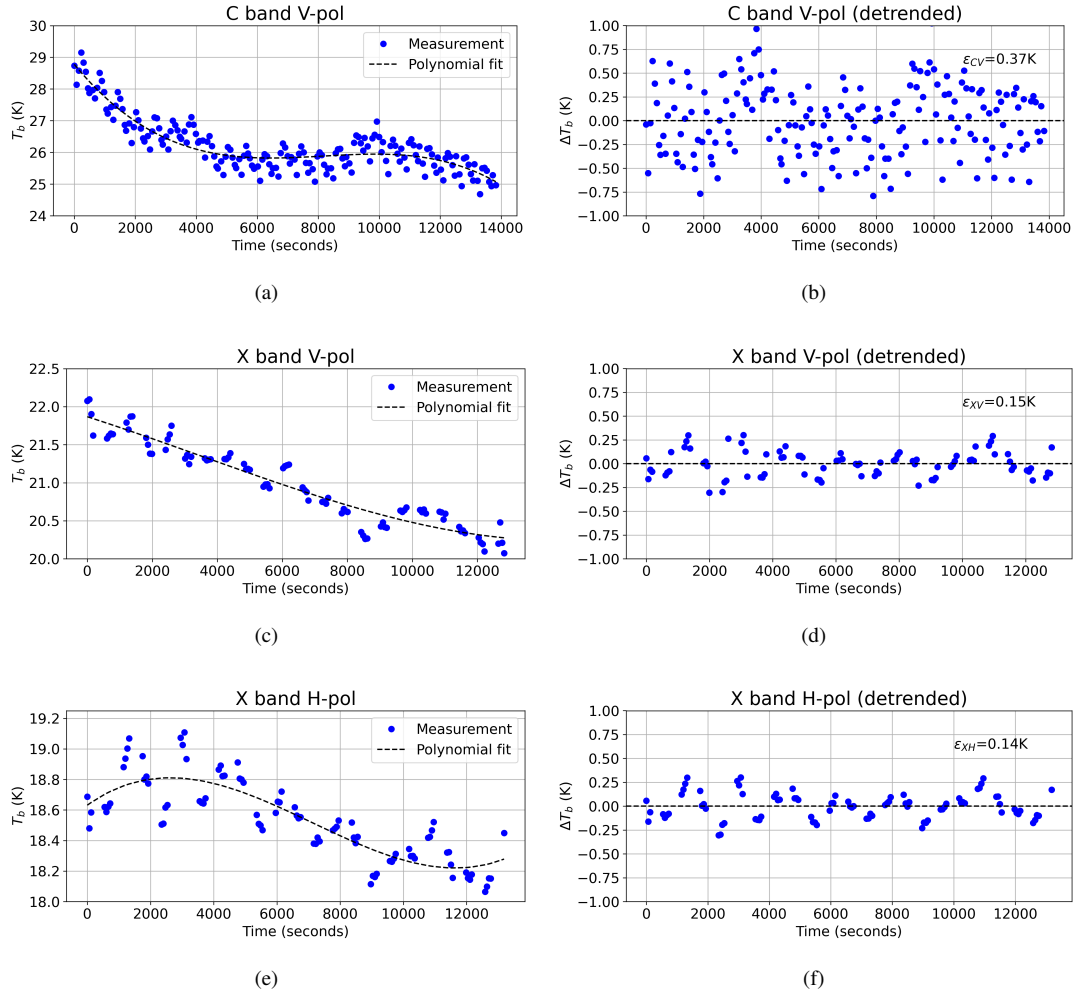 C band V-pol
30
29
28
27
26
25
24
T_b (K)
Measurement
Polynomial fit
0 2000 4000 6000 8000 10000 12000 14000
Time (seconds)
(a)
C band V-pol (detrended)
1.00
0.75
0.50
0.25
0.00
−0.25
−0.50
−0.75
−1.00
ΔT_b (K)
ε_CV=0.37K
0 2000 4000 6000 8000 10000 12000 14000
Time (seconds)
(b)
X band V-pol
22.5
22.0
21.5
21.0
20.5
20.0
T_b (K)
Measurement
Polynomial fit
0 2000 4000 6000 8000 10000 12000
Time (seconds)
(c)
X band V-pol (detrended)
1.00
0.75
0.50
0.25
0.00
−0.25
−0.50
−0.75
−1.00
ΔT_b (K)
ε_XV=0.15K
0 2000 4000 6000 8000 10000 12000
Time (seconds)
(d)
X band H-pol
19.2
19.0
18.8
18.6
18.4
18.2
18.0
T_b (K)
Measurement
Polynomial fit
0 2000 4000 6000 8000 10000 12000
Time (seconds)
(e)
X band H-pol (detrended)
1.00
0.75
0.50
0.25
0.00
−0.25
−0.50
−0.75
−1.00
ΔT_b (K)
ε_XH=0.14K
0 2000 4000 6000 8000 10000 12000
Time (seconds)
(f)